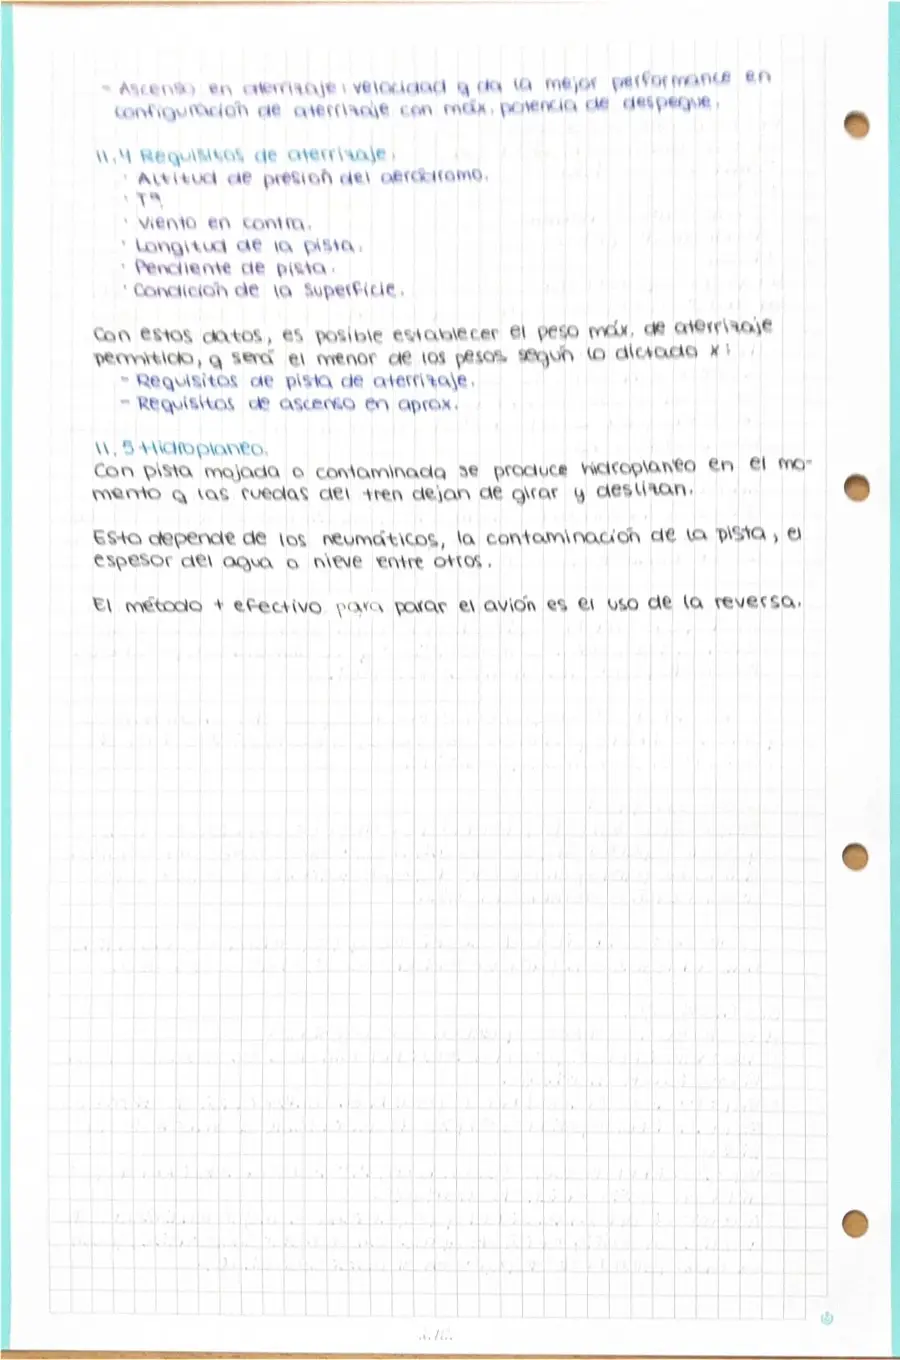 - Ascenso en aterrizaje: velocidad q da la mejor performance en
configuración de aterrizaje con máx. potencia de despegue.
11.4 Requisitos de aterrizaje.
· Altitud de presión del aeródromo.
· Tª
· Viento en contra.
· Longitud de la pista.
· Pendiente de pista.
· Condición de la superficie.
Con estos datos, es posible establecer el peso máx. de aterrizaje
permitido, q será el menor de los pesos según lo dictado x:
- Requisitos de pista de aterrizaje.
- Requisitos de ascenso en aprox.
11.5 Hidroplaneo.
Con pista mojada o contaminada se produce hidroplaneo en el mo-
mento q las ruedas del tren dejan de girar y deslizan.
Esto depende de los neumáticos, la contaminación de la pista, el
espesor del agua o nieve entre otros.
El método + efectivo para parar el avión es el uso de la reversa.